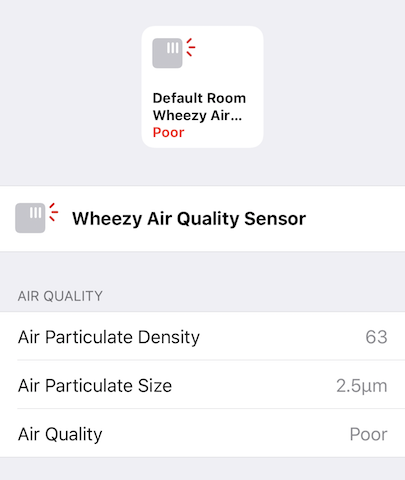 Default Room
Wheezy Air...
Poor
Wheezy Air Quality Sensor
AIR QUALITY
Air Particulate Density 63
Air Particulate Size 2.5µm
Air Quality Poor